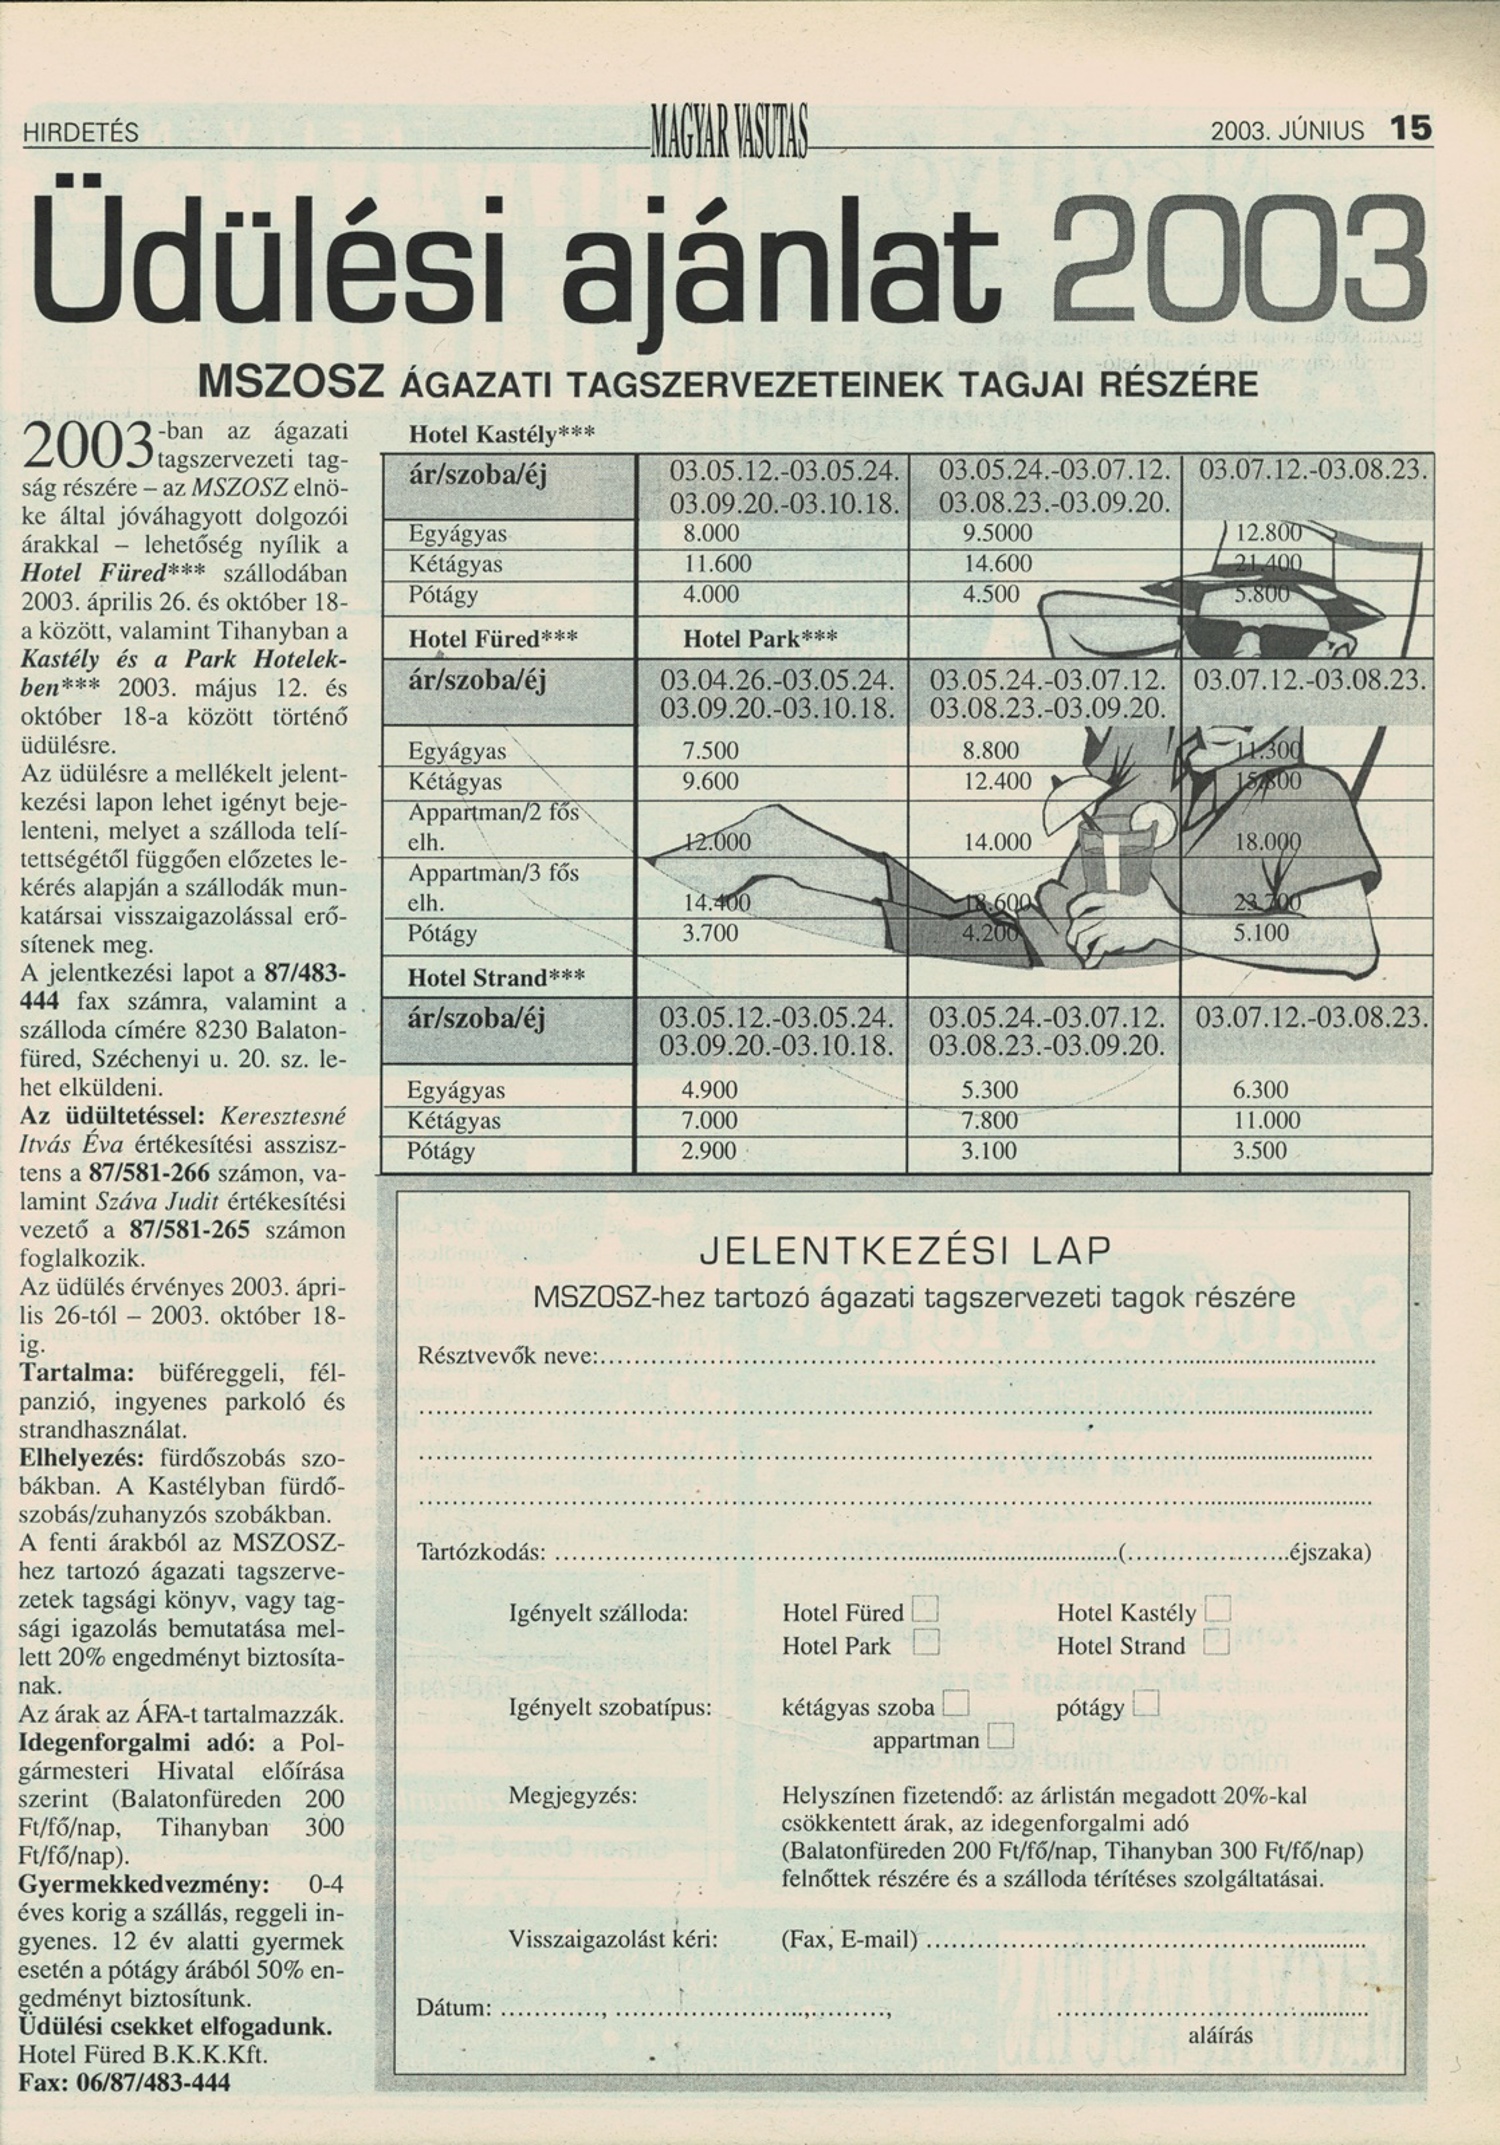 HIRDETÉS
MAGYAR VASUTAS
2003. JÚNIUS 15
Üdülési ajánlat 2003
MSZOSZ ÁGAZATI TAGSZERVEZETEINEK TAGJAI RÉSZÉRE
2003-ban az ágazati
tagszervezeti tag-
ság részére – az MSZOSZ elnö-
ke által jóváhagyott dolgozói
árakkal – lehetőség nyílik a
Hotel Füred*** szállodában
2003. április 26. és október 18-
a között, valamint Tihanyban a
Kastély és a Park Hotelek-
ben*** 2003. május 12. és
október 18-a között történő
üdülésre.
Az üdülésre a mellékelt jelent-
kezési lapon lehet igényt beje-
lenteni, melyet a szálloda telí-
tettségétől függően előzetes le-
kérés alapján a szállodák mun-
katársai visszaigazolással erő-
sítenek meg.
A jelentkezési lapot a 87/483-
444 fax számra, valamint a
szálloda címére 8230 Balaton-
füred, Széchenyi u. 20. sz. le-
het elküldeni.
Az üdültetéssel: Keresztesné
Itvás Éva értékesítési asszisz-
tens a 87/581-266 számon, va-
lamint Száva Judit értékesítési
vezető a 87/581-265 számon
foglalkozik.
Az üdülés érvényes 2003. ápri-
lis 26-tól – 2003. október 18-
ig.
Tartalma: büféreggeli, fél-
panzió, ingyenes parkoló és
strandhasználat.
Elhelyezés: fürdőszobás szo-
bákban. A Kastélyban fürdő-
szobás/zuhanyzós szobákban.
A fenti árakból az MSZOSZ-
hez tartozó ágazati tagszerve-
zetek tagsági könyv, vagy tag-
sági igazolás bemutatása mel-
lett 20% engedményt biztosíta-
nak.
Az árak az ÁFA-t tartalmazzák.
Idegenforgalmi adó: a Pol-
gármesteri Hivatal előírása
szerint (Balatonfüreden 200
Ft/fő/nap, Tihanyban 300
Ft/fő/nap).
Gyermekkedvezmény: 0-4
éves korig a szállás, reggeli in-
gyenes. 12 év alatti gyermek
esetén a pótágy árából 50% en-
gedményt biztosítunk.
Üdülési csekket elfogadunk.
Hotel Füred B.K.K.Kft.
Fax: 06/87/483-444
Hotel Kastély***
ár/szoba/éj 03.05.12.-03.05.24. 03.05.24.-03.07.12. 03.07.12.-03.08.23.
03.09.20.-03.10.18. 03.08.23.-03.09.20.
Egyágyas 8.000 9.5000 12.800
Kétágyas 11.600 14.600 21.400
Pótágy 4.000 4.500 5.800
Hotel Füred*** Hotel Park***
ár/szoba/éj 03.04.26.-03.05.24. 03.05.24.-03.07.12. 03.07.12.-03.08.23.
03.09.20.-03.10.18. 03.08.23.-03.09.20.
Egyágyas 7.500 8.800 11.300
Kétágyas 9.600 12.400 15.800
Appartman/2 fős
elh. 12.000 14.000 18.000
Appartman/3 fős
elh. 14.400 18.600 23.700
Pótágy 3.700 4.200 5.100
Hotel Strand***
ár/szoba/éj 03.05.12.-03.05.24. 03.05.24.-03.07.12. 03.07.12.-03.08.23.
03.09.20.-03.10.18. 03.08.23.-03.09.20.
Egyágyas 4.900 5.300 6.300
Kétágyas 7.000 7.800 11.000
Pótágy 2.900 3.100 3.500
JELENTKEZÉSI LAP
MSZOSZ-hez tartozó ágazati tagszervezeti tagok részére
Résztvevők neve:
Tartózkodás: (....................éjszaka)
Igényelt szálloda: Hotel Füred Hotel Kastély
Hotel Park Hotel Strand
Igényelt szobatípus: kétágyas szoba pótágy
appartman
Megjegyzés: Helyszínen fizetendő: az árlistán megadott 20%-kal
csökkentett árak, az idegenforgalmi adó
(Balatonfüreden 200 Ft/fő/nap, Tihanyban 300 Ft/fő/nap)
felnőttek részére és a szálloda térítéses szolgáltatásai.
Visszaigazolást kéri: (Fax, E-mail)
Dátum:
aláírás